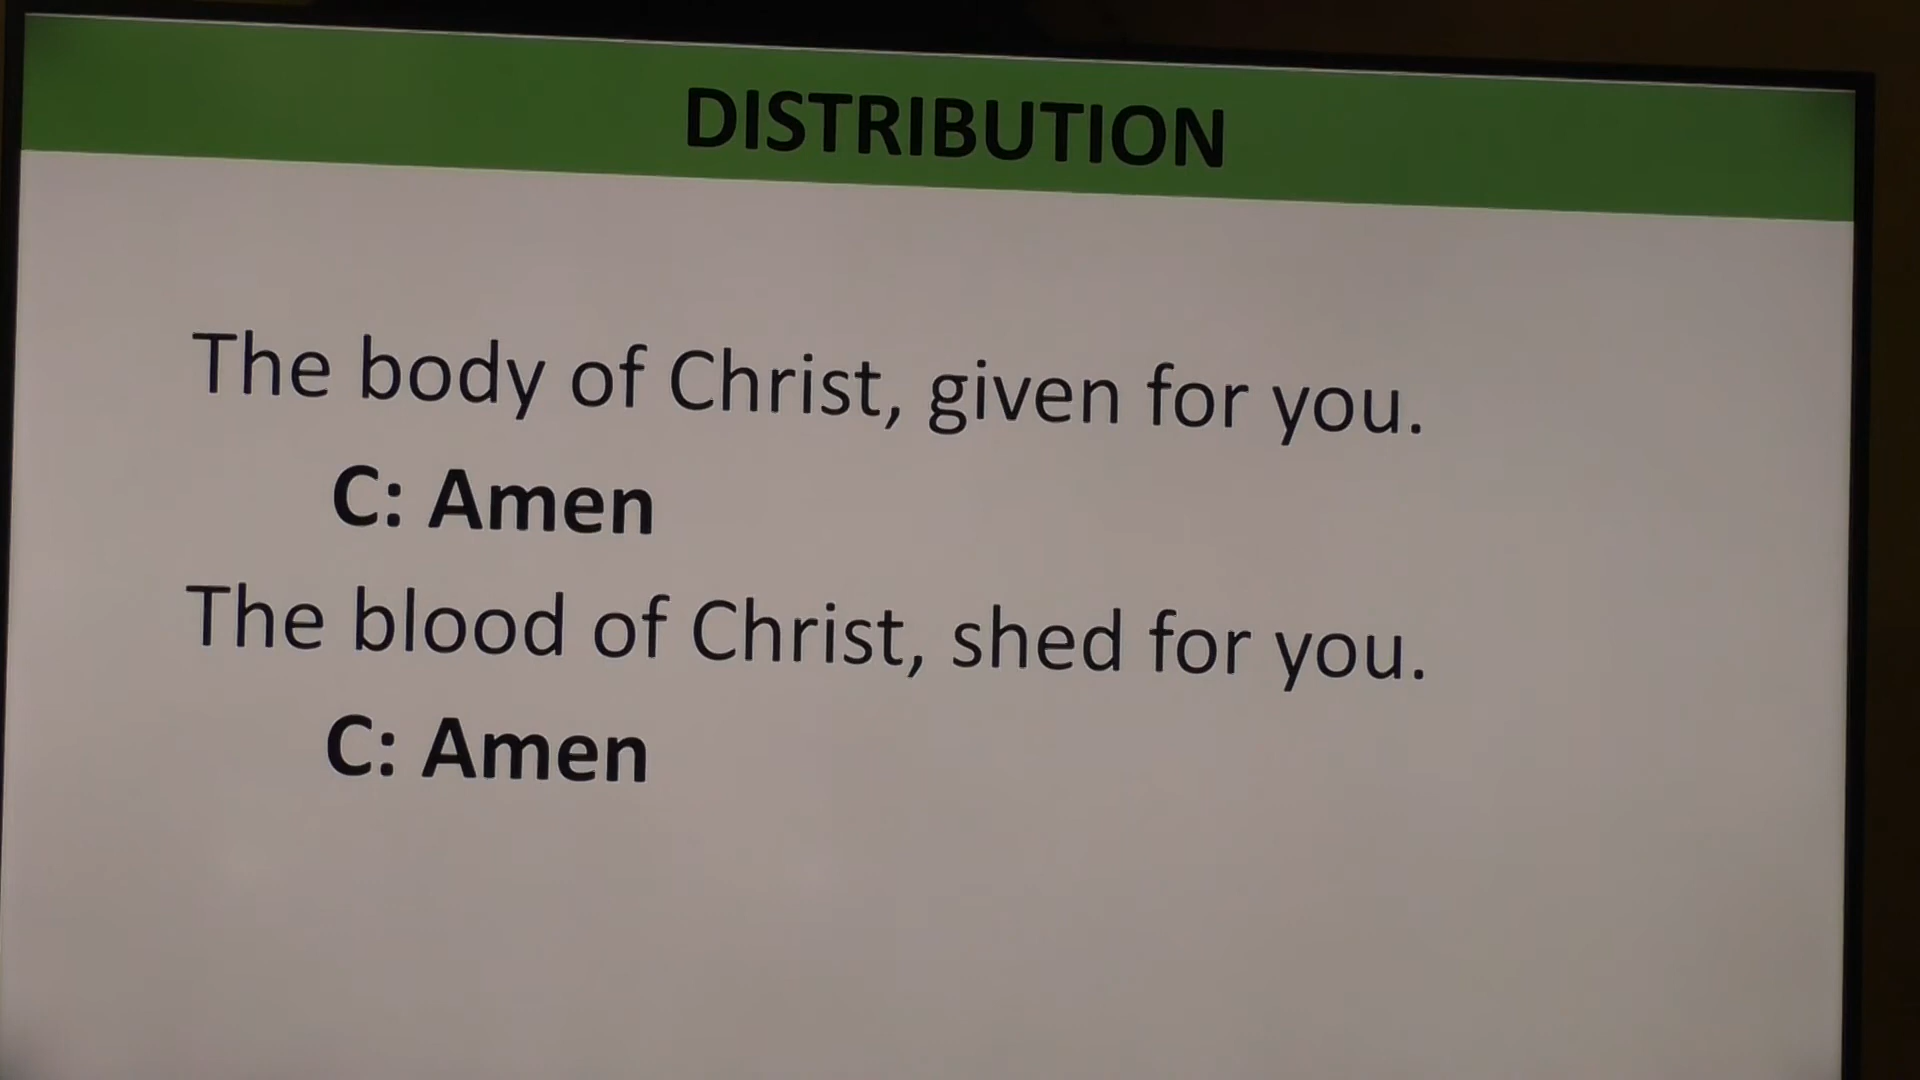 DISTRIBUTION
The body of Christ, given for you.
C: Amen
The blood of Christ, shed for you.
C: Amen